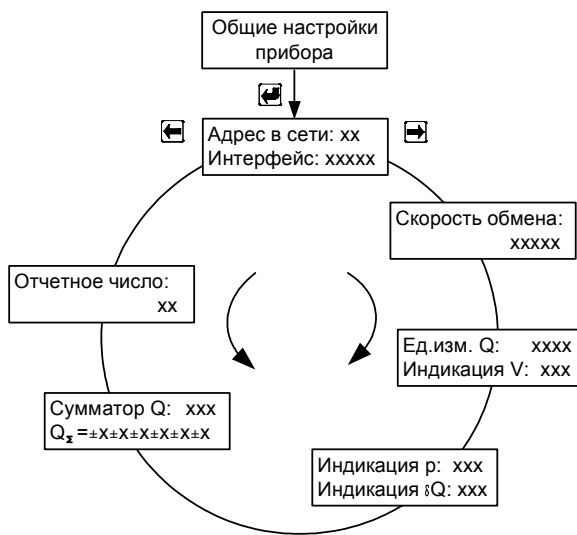 Общие настройки
прибора
Адрес в сети: xx
Интерфейс: xxxxx
Скорость обмена:
xxxxx
Ед.изм. Q: xxxx
Индикация V: xxx
Индикация p: xxx
Индикация δQ: xxx
Сумматор Q: xxx
QΣ=±x±x±x±x±x±x
Отчетное число:
xx